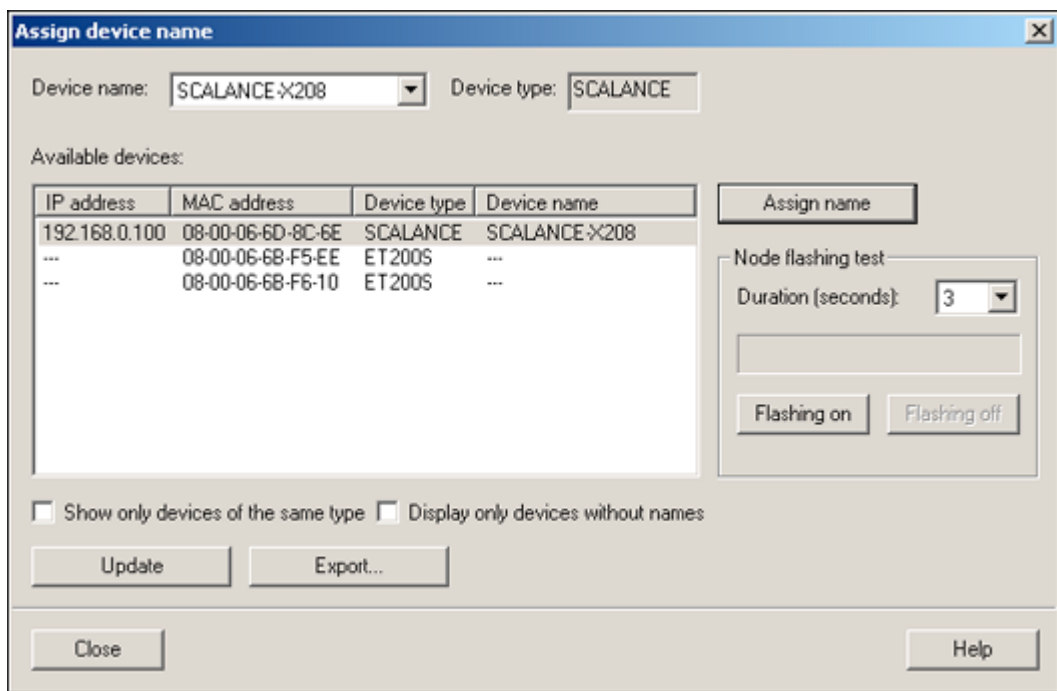 Assign device name
Device name: SCALANCE-X208 Device type: SCALANCE
Available devices:
IP address MAC address Device type Device name
192.168.0.100 08-00-06-6D-8C-6E SCALANCE SCALANCE-X208
--- 08-00-06-6B-F5-EE ET200S ---
--- 08-00-06-6B-F6-10 ET200S ---
Assign name
Node flashing test
Duration (seconds): 3
Flashing on Flashing off
Show only devices of the same type Display only devices without names
Update Export...
Close Help